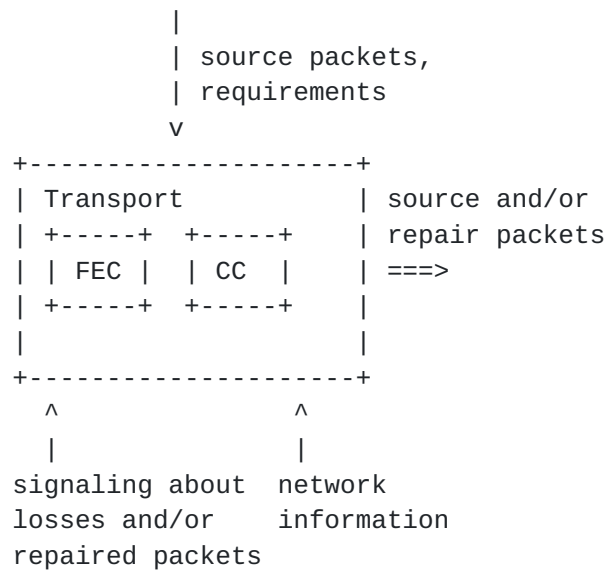 |
| source packets,
| requirements
v
+---------------------+
| Transport           | source and/or
| +-----+  +-----+    | repair packets
| | FEC |  | CC  |    | ===>
| +-----+  +-----+    |
|                     |
+---------------------+
^               ^
|               |
signaling about  network
losses and/or    information
repaired packets